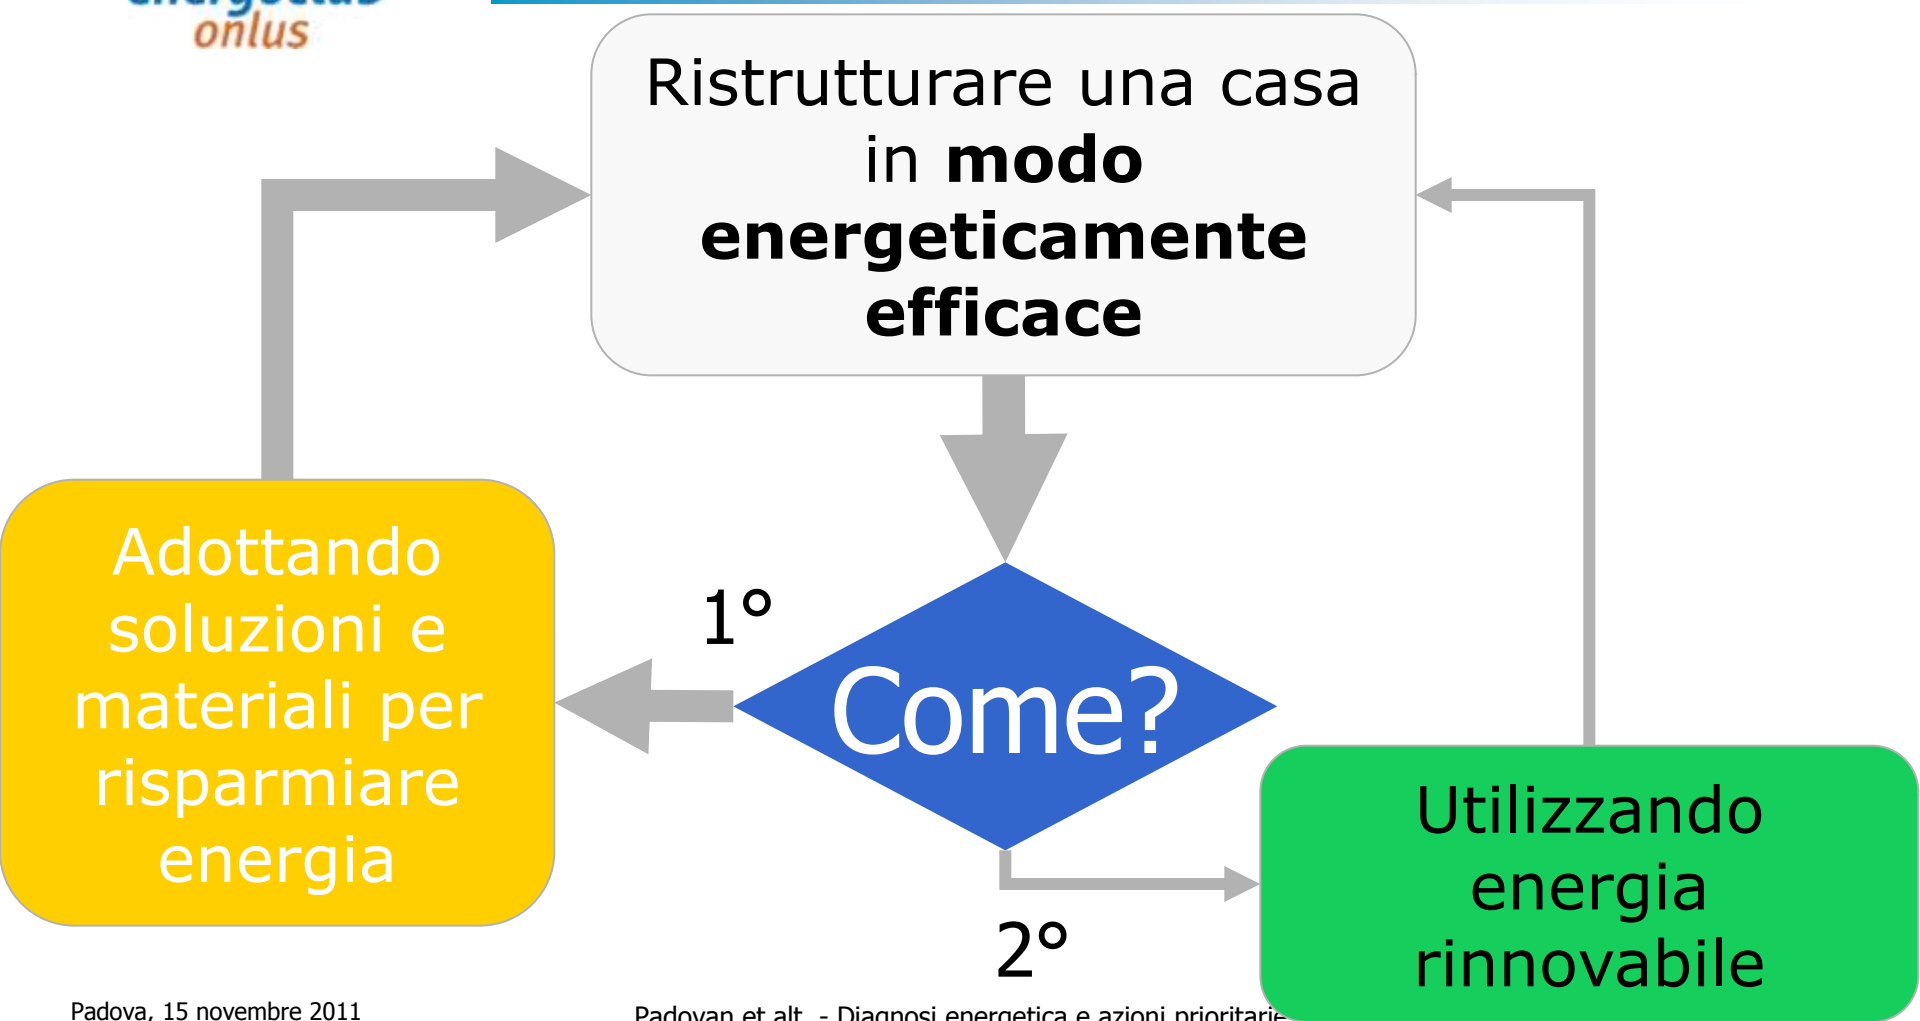 energoclub
onlus
Ristrutturare una casa
in modo
energeticamente
efficace
Adottando
soluzioni e
materiali per
risparmiare
energia
1°
Come?
2°
Utilizzando
energia
rinnovabile
Padova, 15 novembre 2011
Padovan et alt. - Diagnosi energetica e azioni prioritarie